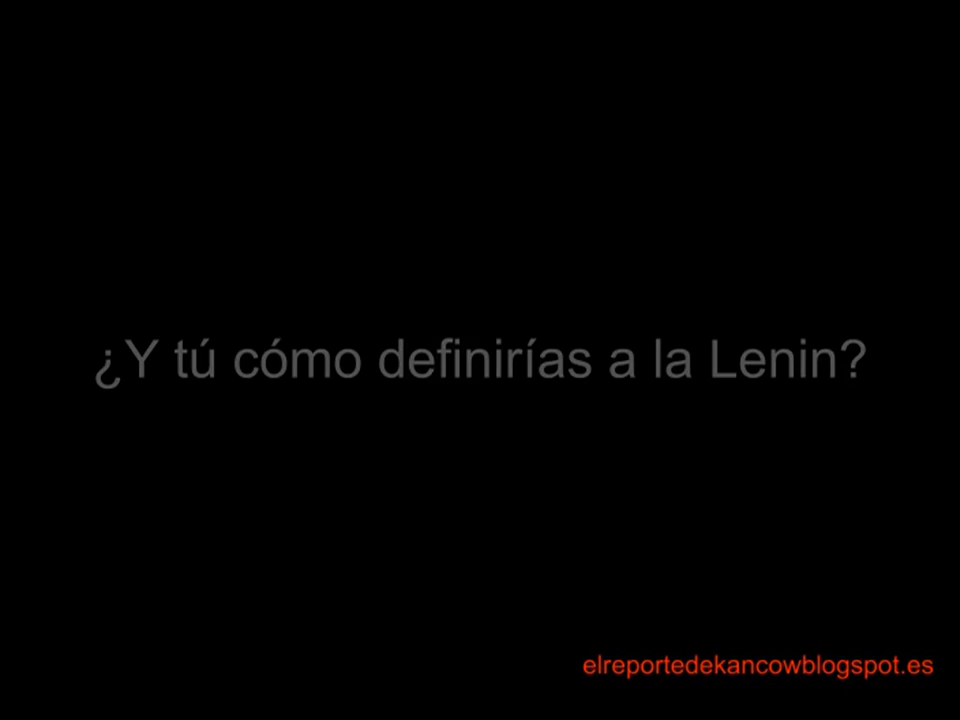 ¿Y tú cómo definirías a la Lenin?
elreportedekancowblogspot.es